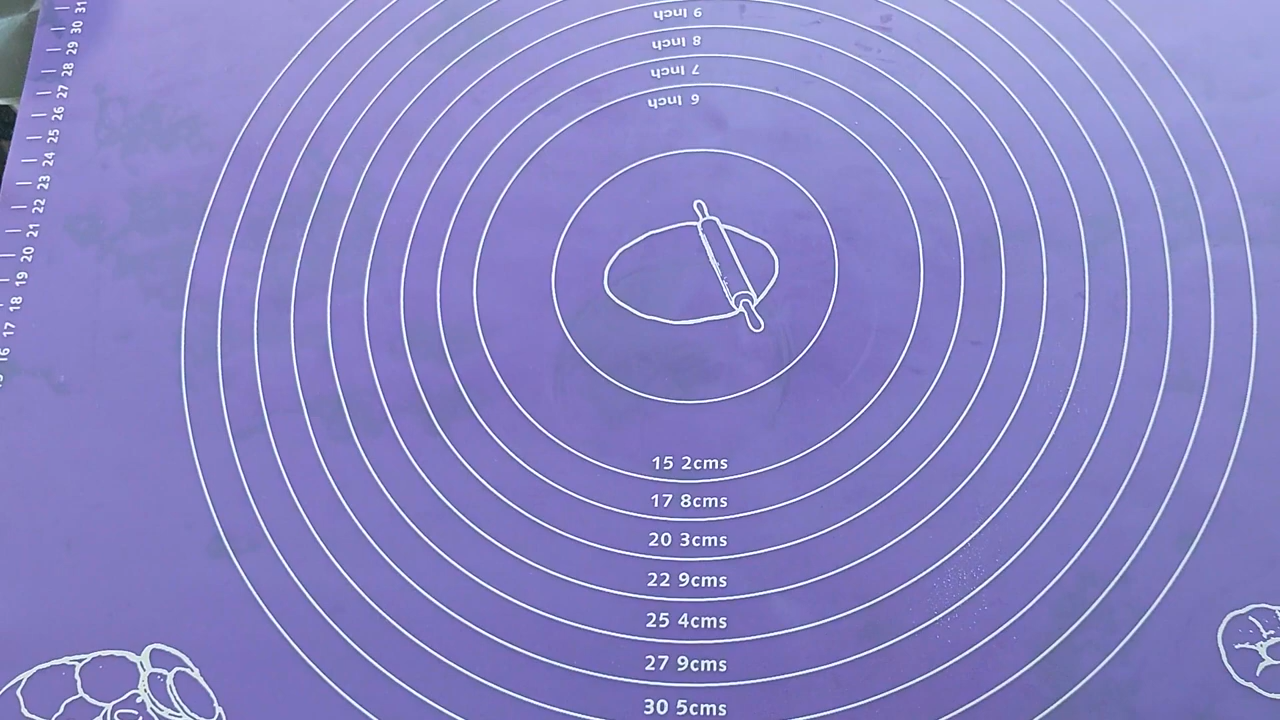 9 Inch
8 Inch
7 Inch
6 Inch
15 2cms
17 8cms
20 3cms
22 9cms
25 4cms
27 9cms
30 5cms
31
30
29
28
27
26
25
24
23
22
21
20
19
18
17
16